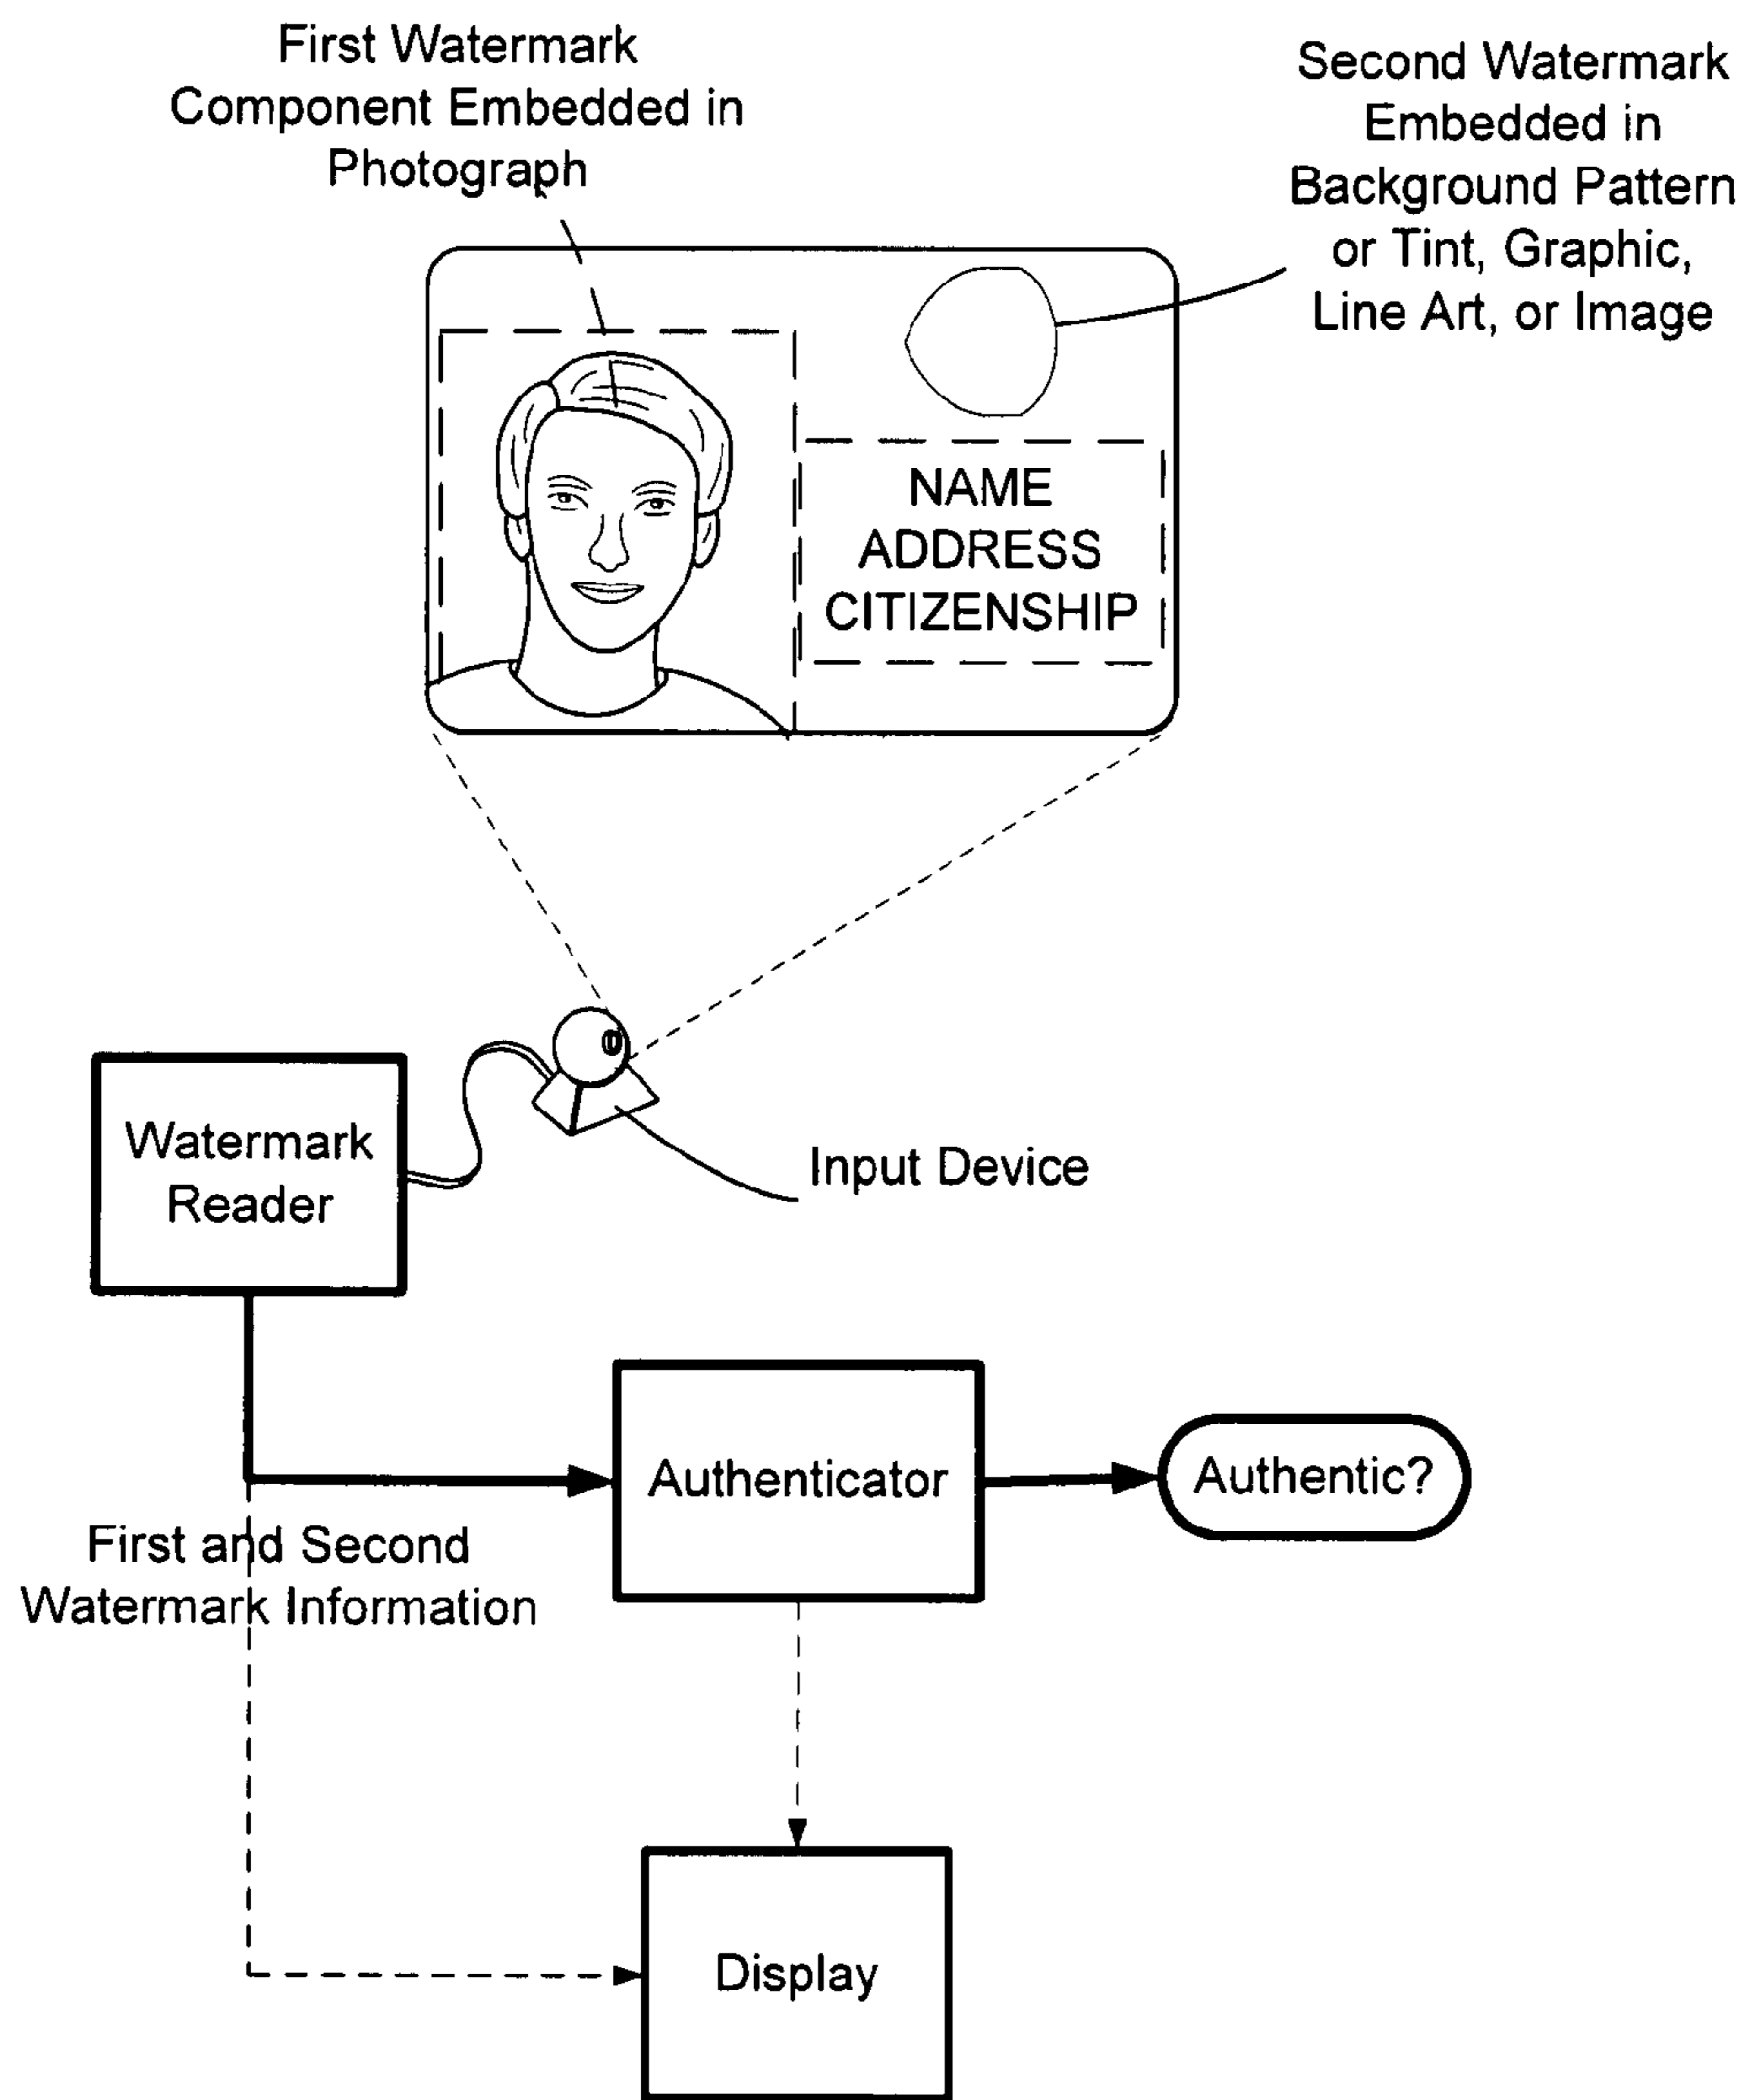 First Watermark
Component Embedded in
Photograph
Second Watermark
Embedded in
Background Pattern
or Tint, Graphic,
Line Art, or Image
NAME
ADDRESS
CITIZENSHIP
Watermark
Reader
Input Device
Authenticator
Authentic?
First and Second
Watermark Information
Display